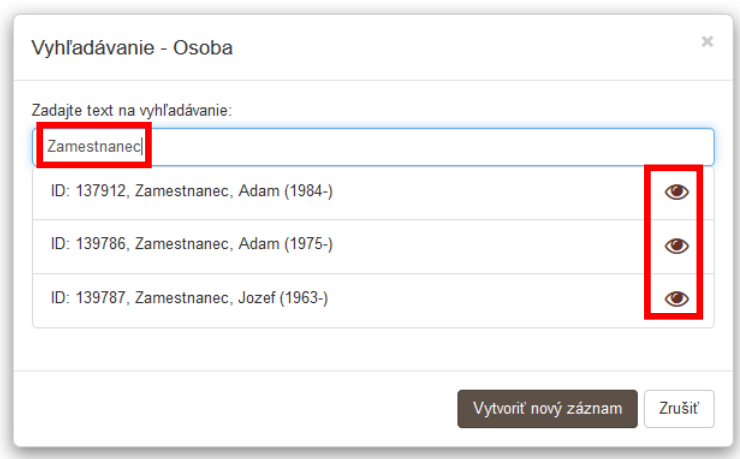 Vyhľadávanie - Osoba
×
Zadajte text na vyhľadávanie:
Zamestnanec
ID: 137912, Zamestnanec, Adam (1984-)
ID: 139786, Zamestnanec, Adam (1975-)
ID: 139787, Zamestnanec, Jozef (1963-)
Vytvoriť nový záznam Zrušiť